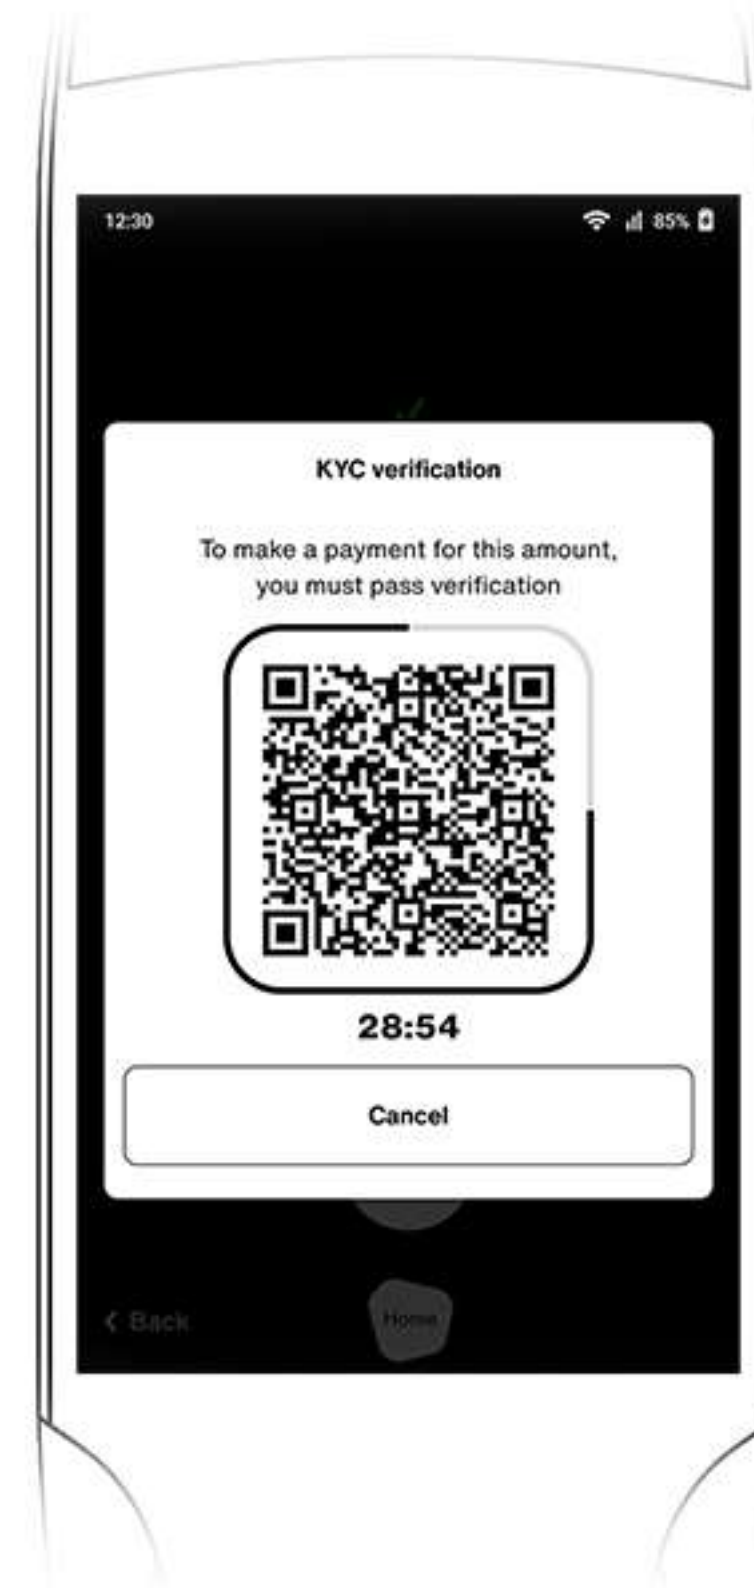 12:30
85%
KYC verification
To make a payment for this amount,
you must pass verification
28:54
Cancel
Back
Home